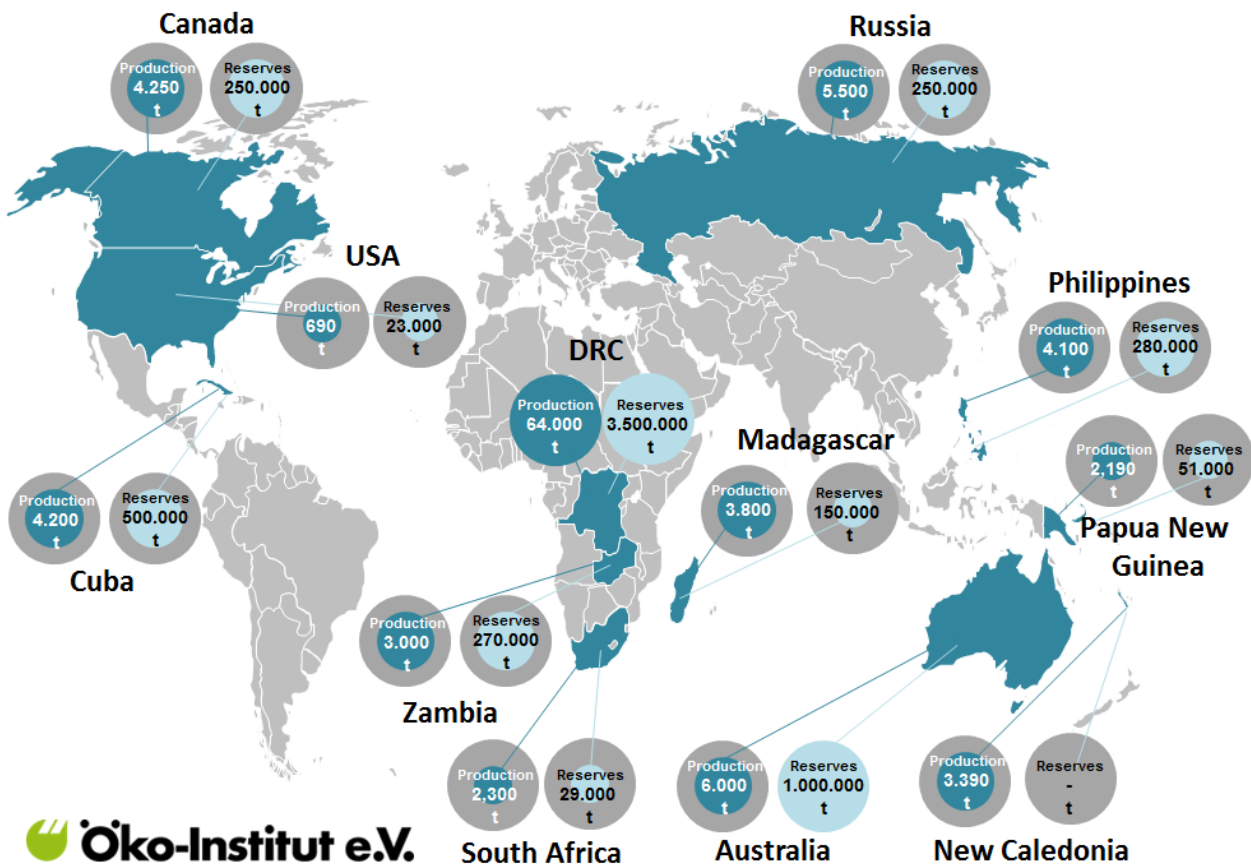 Canada
Production
4.250
t
Reserves
250.000
t
Russia
Production
5.500
t
Reserves
250.000
t
USA
Production
690
t
Reserves
23.000
t
Philippines
Production
4.100
t
Reserves
280.000
t
DRC
Production
64.000
t
Reserves
3.500.000
t
Madagascar
Production
3.800
t
Reserves
150.000
t
Production
2,190
t
Reserves
51.000
t
Papua New
Guinea
Production
4.200
t
Reserves
500.000
t
Cuba
Production
3.000
t
Reserves
270.000
t
Zambia
Production
2,300
t
Reserves
29.000
t
South Africa
Production
6.000
t
Reserves
1.000.000
t
Australia
Production
3.390
t
Reserves
-
t
New Caledonia
Öko-Institut e.V.